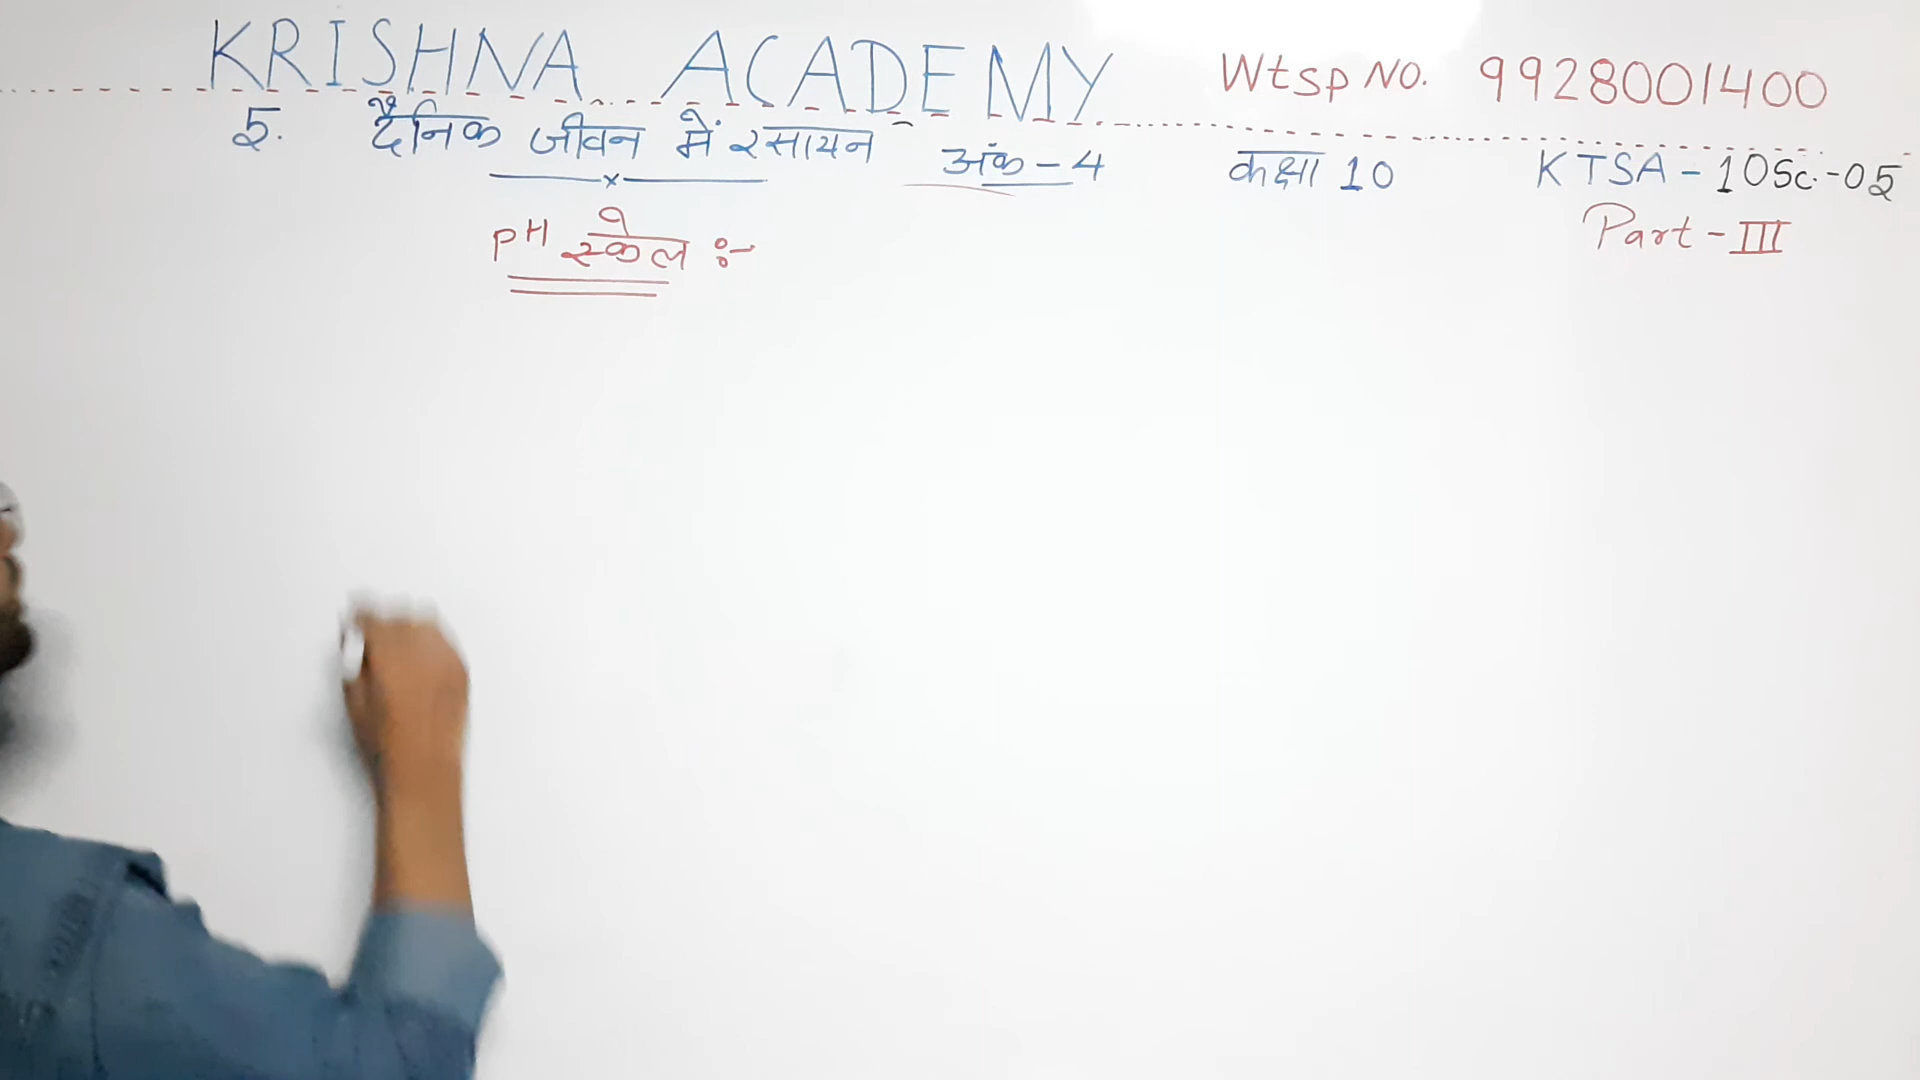 KRISHNA ACADEMY Wtsp NO. 9928001400
5. दैनिक जीवन में रसायन अंक - 4 कक्षा 10 KTSA - 10Sc.-05
Part - III
pH स्केल :-